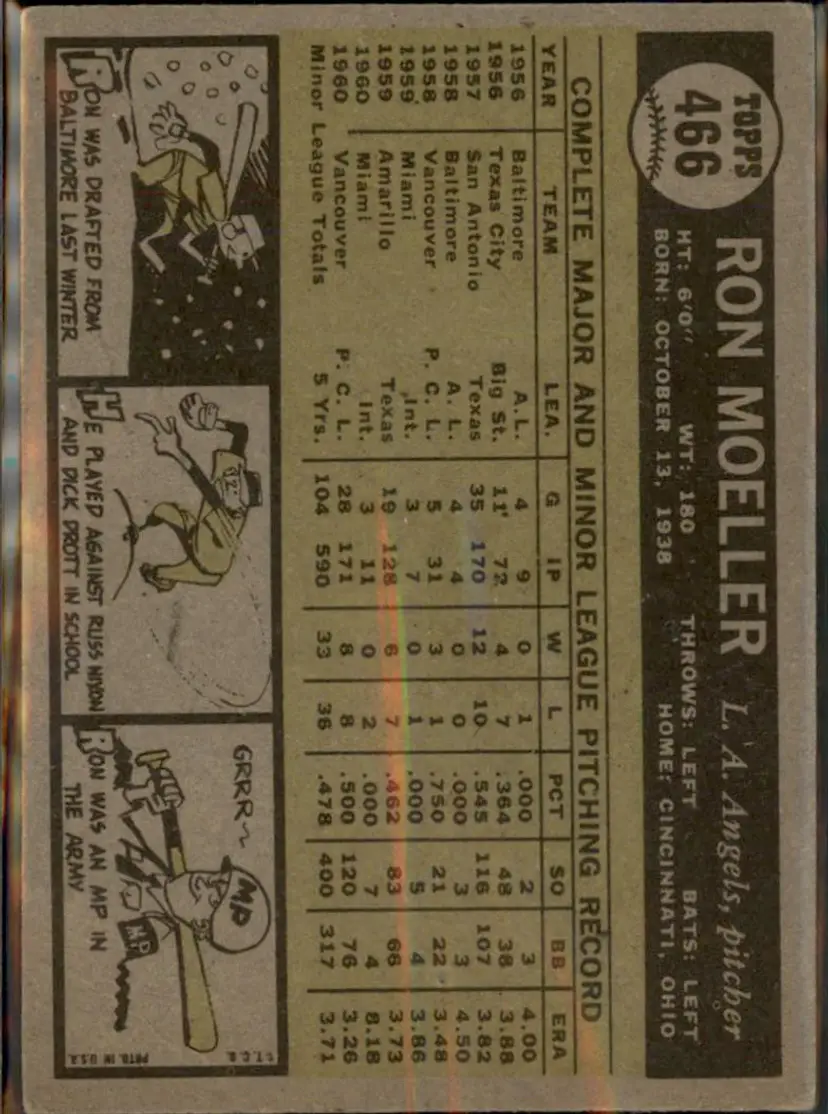 TOPPS
466
RON MOELLER L. A. Angels, pitcher
HT: 6'0" WT: 180 THROWS: LEFT BATS: LEFT
BORN: OCTOBER 13, 1938 HOME: CINCINNATI, OHIO
COMPLETE MAJOR AND MINOR LEAGUE PITCHING RECORD
YEAR TEAM LEA. G IP W L PCT SO BB ERA
1956 Baltimore A.L. 4 9 0 1 .000 2 3 4.00
1956 Texas City Big St. 11 72 4 7 .364 48 38 3.88
1957 San Antonio Texas 35 170 12 10 .545 116 107 3.82
1958 Baltimore A. L. 4 4 0 0 .000 3 3 4.50
1958 Vancouver P. C. L. 5 31 3 1 .750 21 22 3.48
1959 Miami Int. 3 7 0 1 .000 5 4 3.86
1959 Amarillo Texas 19 128 6 7 .462 83 66 3.73
1960 Miami Int. 3 11 0 2 .000 7 4 8.18
1960 Vancouver P. C. L. 28 171 8 8 .500 120 76 3.26
Minor League Totals 5 Yrs. 104 590 33 36 .478 400 317 3.71
RON WAS DRAFTED FROM
BALTIMORE LAST WINTER
HE PLAYED AGAINST RUSS NIXON
AND DICK DROTT IN SCHOOL
GRRR~
MP
MP
RON WAS AN MP IN
THE ARMY
©T.C.G. PRTD. IN U.S.A.